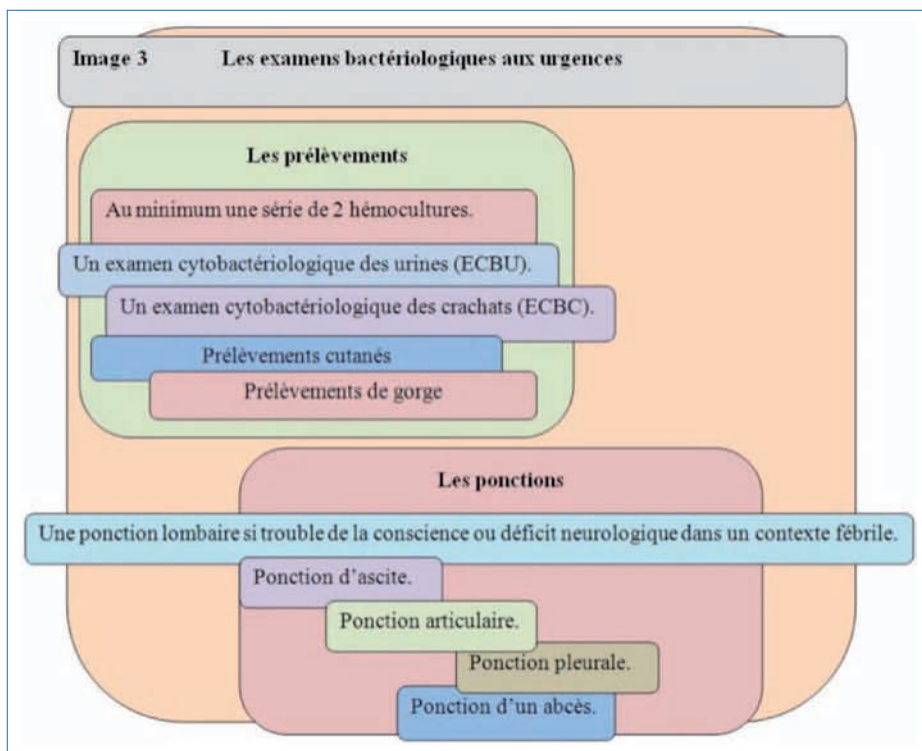 Image 3 Les examens bactériologiques aux urgences
Les prélèvements
Au minimum une série de 2 hémocultures.
Un examen cytobactériologique des urines (ECBU).
Un examen cytobactériologique des crachats (ECBC).
Prélèvements cutanés
Prélèvements de gorge
Les ponctions
Une ponction lombaire si trouble de la conscience ou déficit neurologique dans un contexte fébrile.
Ponction d’ascite.
Ponction articulaire.
Ponction pleurale.
Ponction d’un abcès.